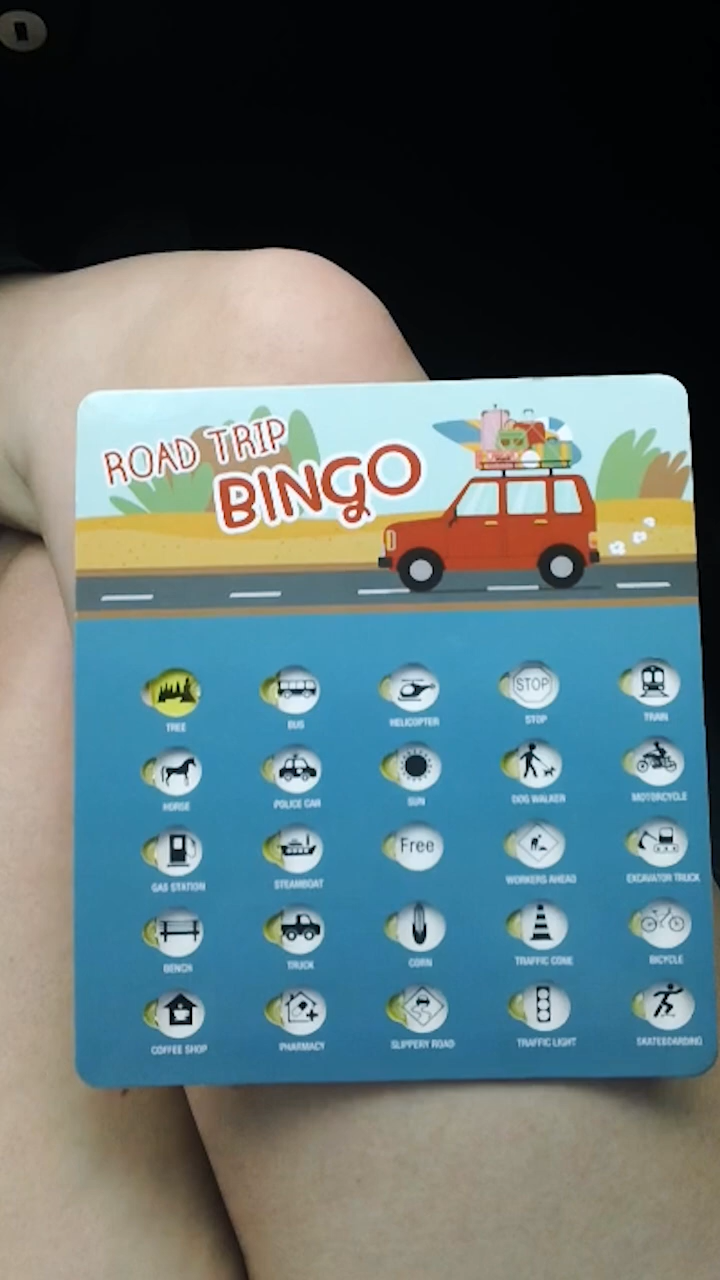 ROAD TRIP
BINGO
STOP
TREE BUS HELICOPTER STOP TRAIN
HORSE POLICE CAR SUN DOG WALKER MOTORCYCLE
Free
GAS STATION STEAMBOAT WORKERS AHEAD EXCAVATOR TRUCK
BENCH TRUCK CORN TRAFFIC CONE BICYCLE
COFFEE SHOP PHARMACY SLIPPERY ROAD TRAFFIC LIGHT SKATEBOARDING